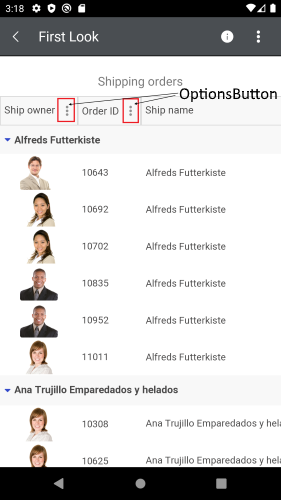 3:18
First Look
Shipping orders
OptionsButton
Ship owner Order ID Ship name
Alfreds Futterkiste
10643 Alfreds Futterkiste
10692 Alfreds Futterkiste
10702 Alfreds Futterkiste
10835 Alfreds Futterkiste
10952 Alfreds Futterkiste
11011 Alfreds Futterkiste
Ana Trujillo Emparedados y helados
10308 Ana Trujillo Emparedados y hela
10625 Ana Trujillo Emparedados y hela